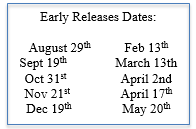 Early Releases Dates:
August 29th Feb 13th
Sept 19th March 13th
Oct 31st April 2nd
Nov 21st April 17th
Dec 19th May 20th